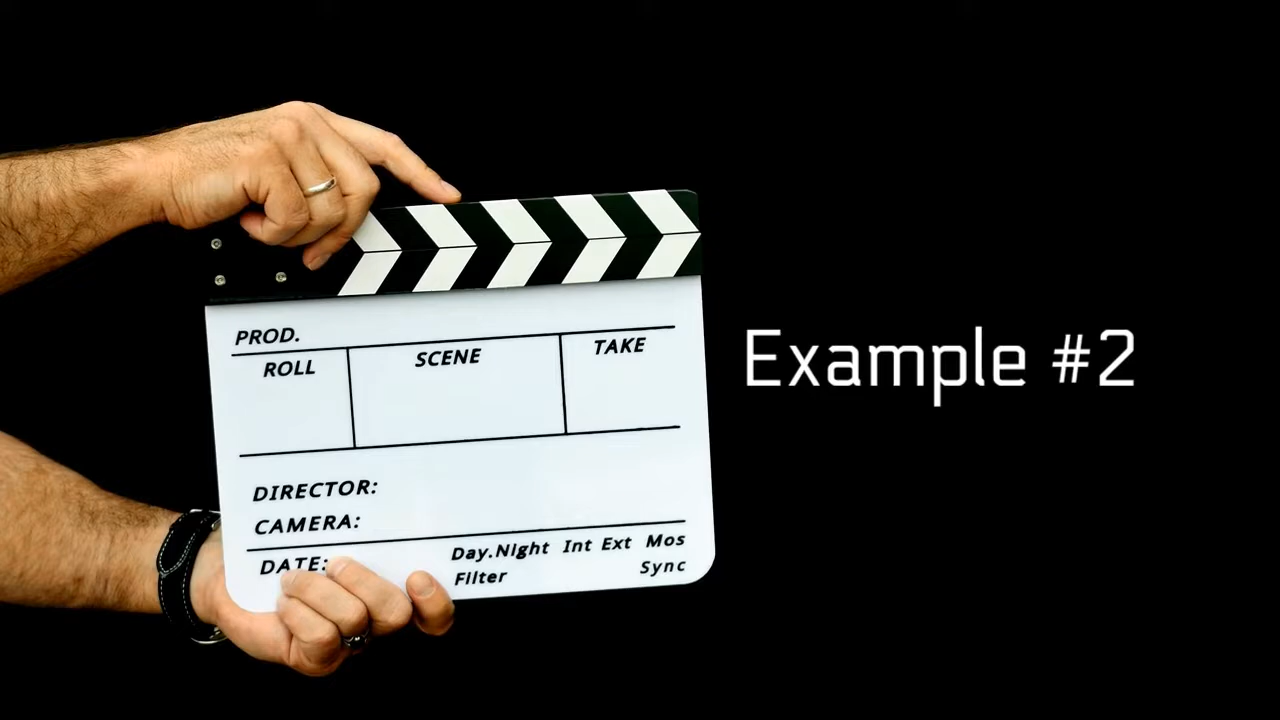 PROD.
ROLL SCENE TAKE
Example #2
DIRECTOR:
CAMERA:
DATE: Day.Night Int Ext Mos
Filter Sync